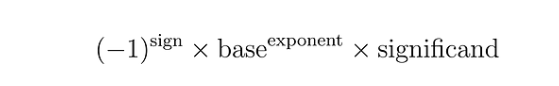 (−1)^sign × base^exponent × significand